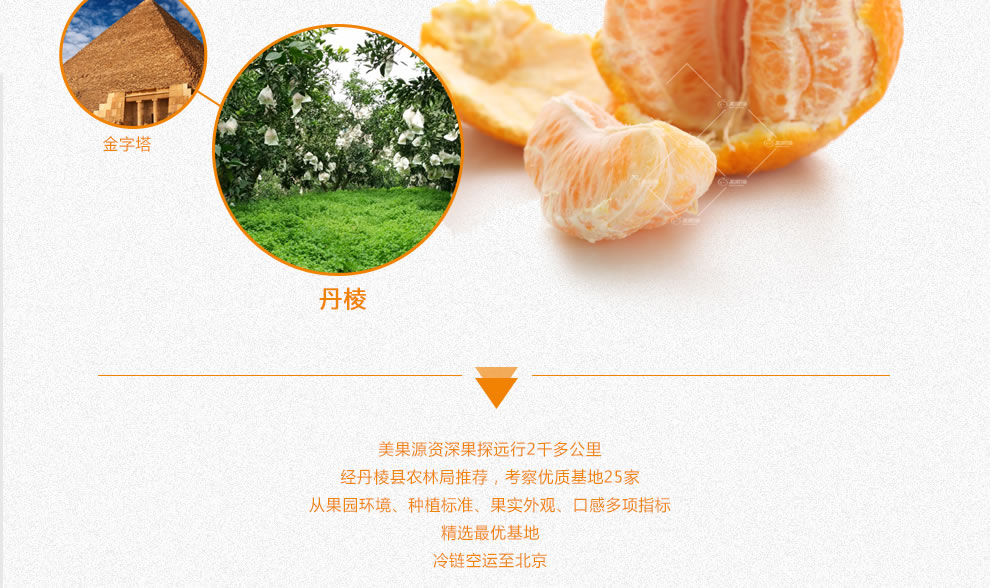 金字塔
丹棱
美果源资深果探远行2千多公里
经丹棱县农林局推荐，考察优质基地25家
从果园环境、种植标准、果实外观、口感多项指标
精选最优基地
冷链空运至北京